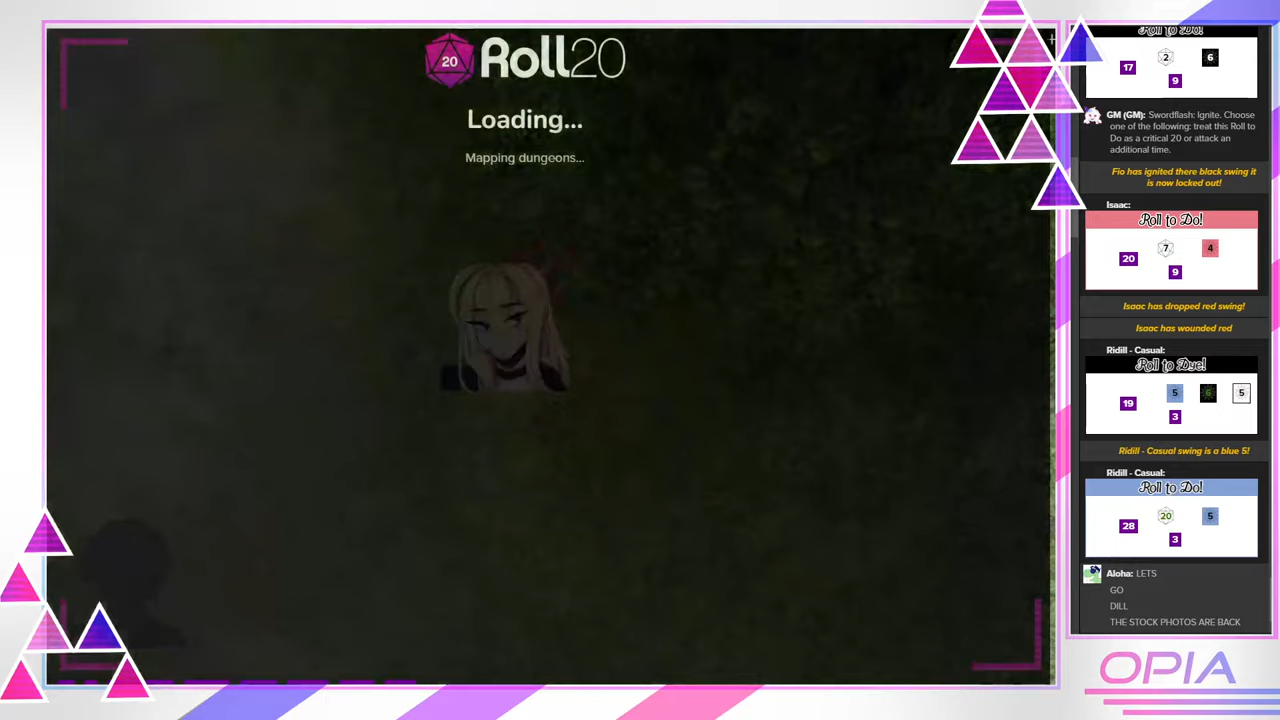 20
Roll20
Loading...
Mapping dungeons...
Roll to Do!
17
2
6
9
GM (GM): Swordflash: Ignite. Choose
one of the following: treat this Roll to
Do as a critical 20 or attack an
additional time.
Fio has ignited there black swing it
is now locked out!
Isaac:
Roll to Do!
20
7
4
9
Isaac has dropped red swing!
Isaac has wounded red
Ridill - Casual:
Roll to Dye!
19
5
6
5
3
Ridill - Casual swing is a blue 5!
Ridill - Casual:
Roll to Do!
28
20
5
3
Aloha: LETS
GO
DILL
THE STOCK PHOTOS ARE BACK
OPIA